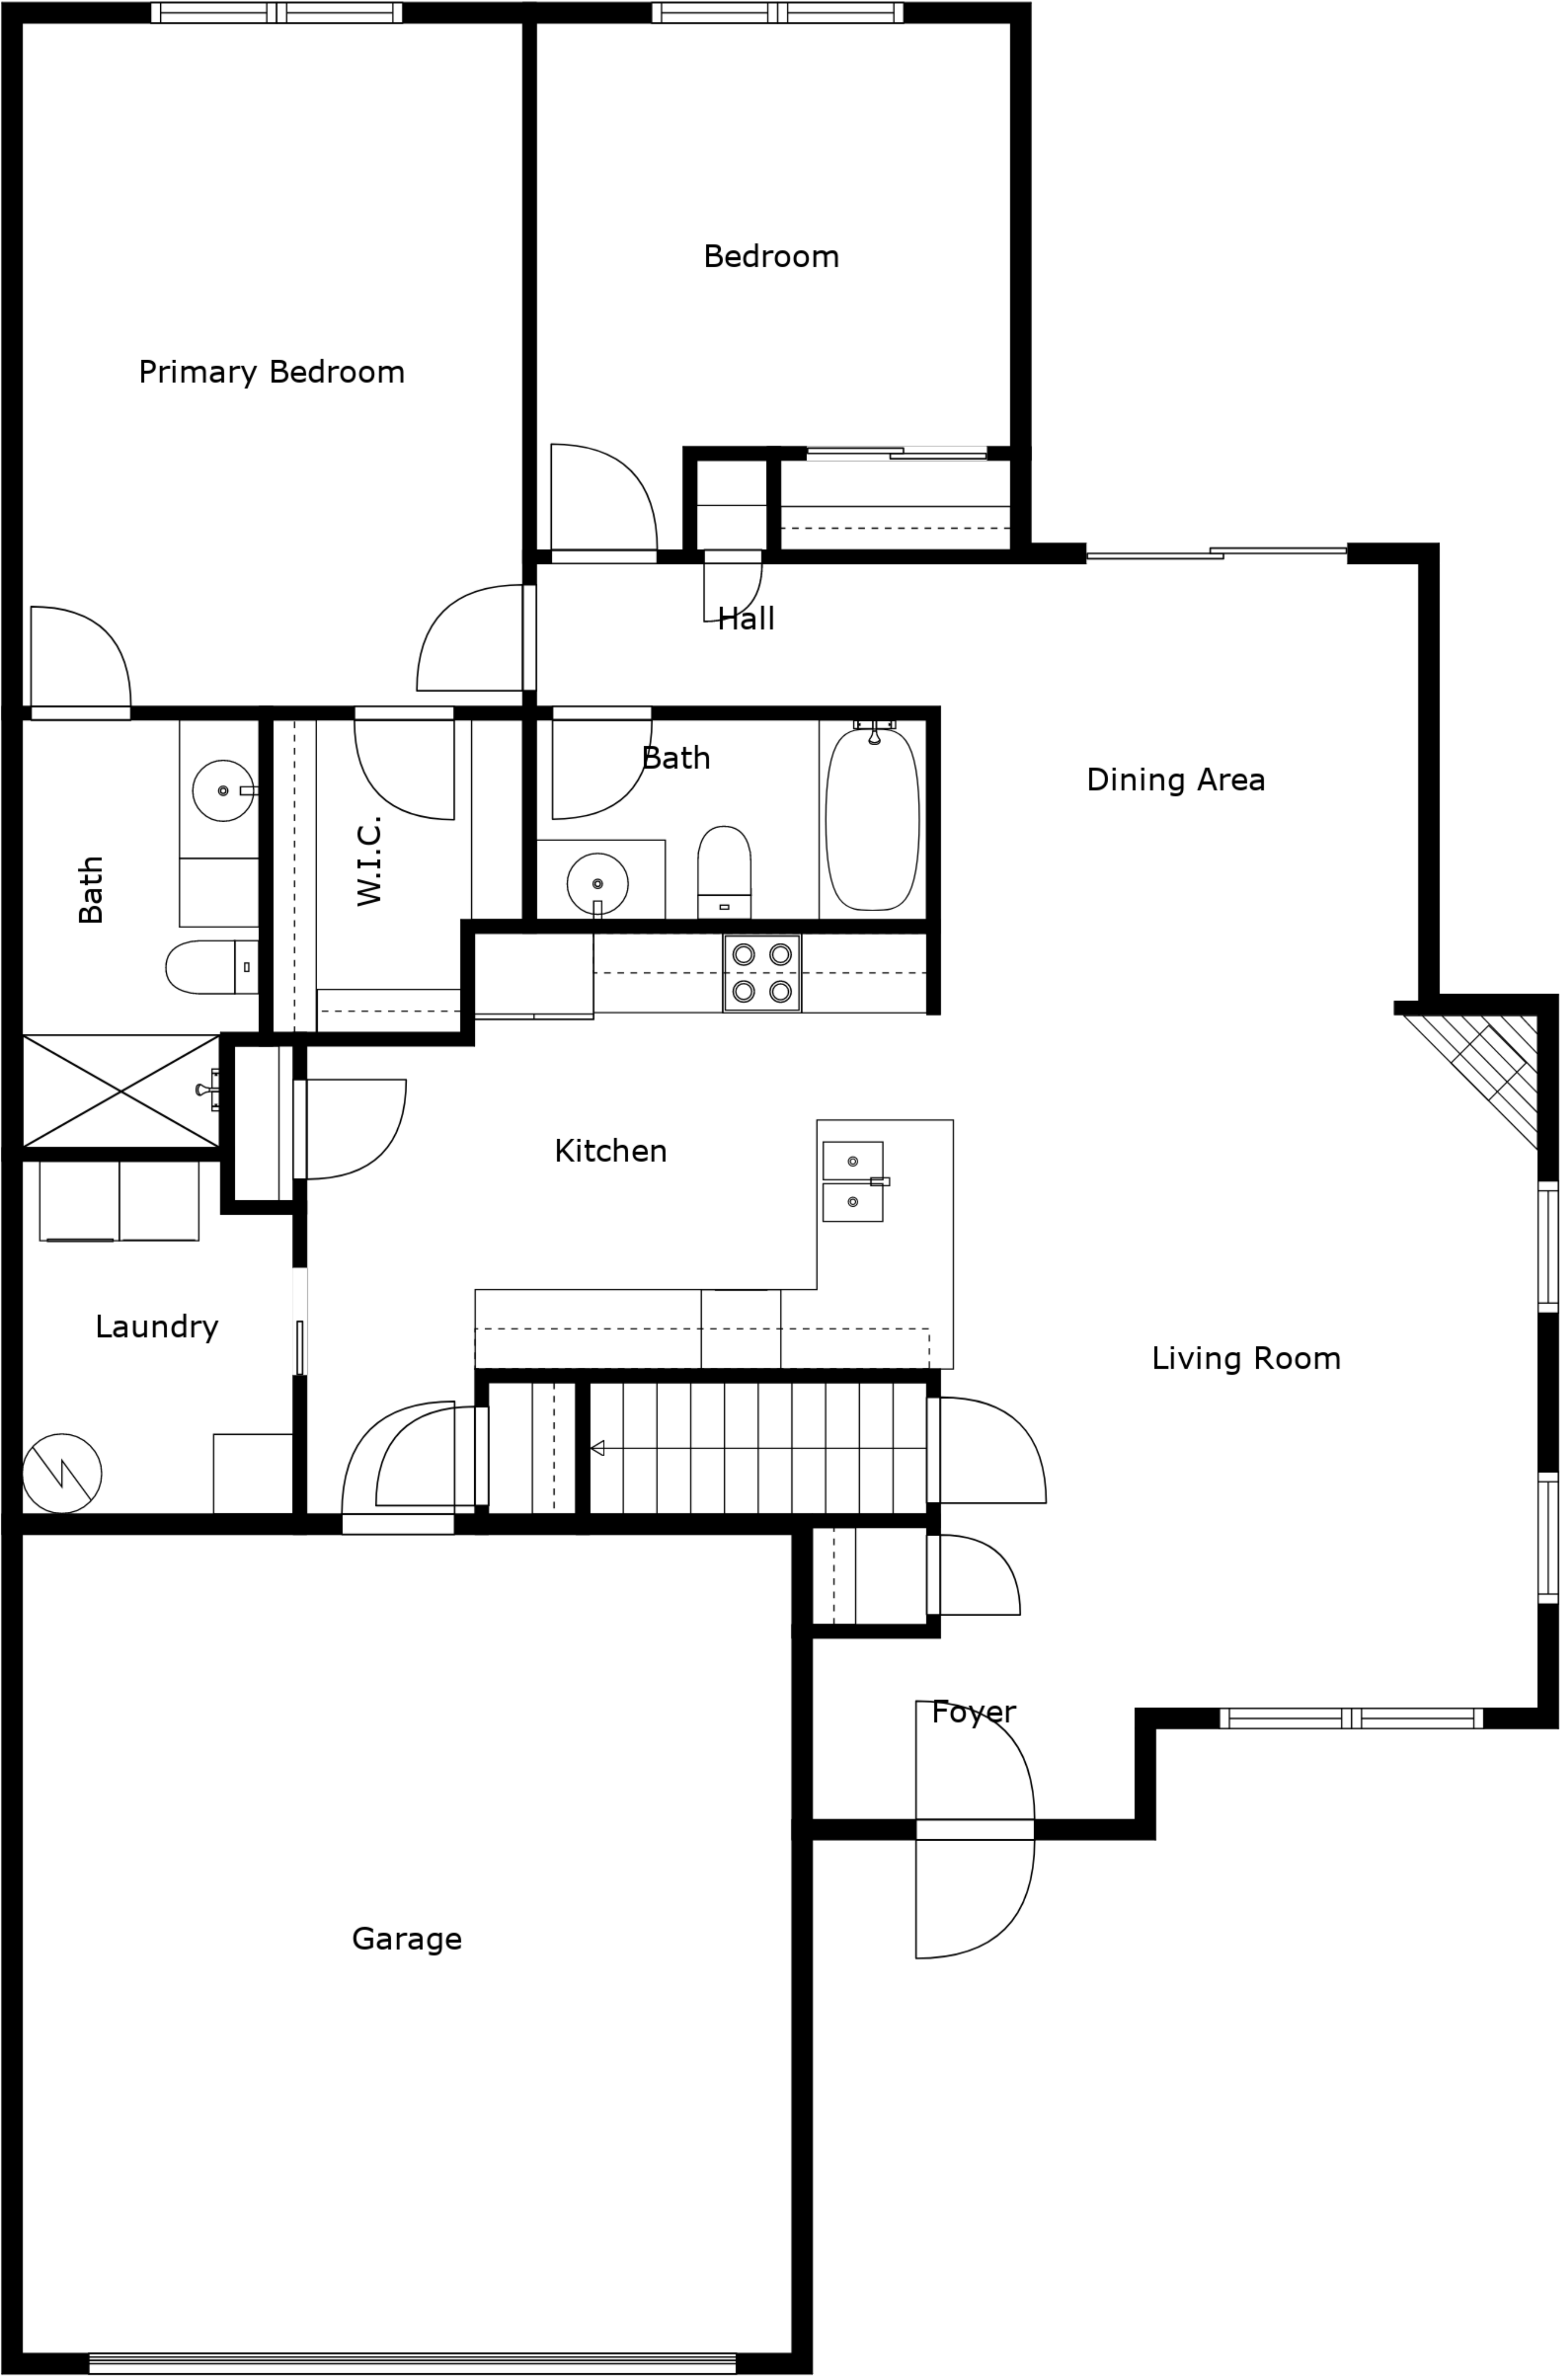 Bedroom
Primary Bedroom
Hall
Bath
Dining Area
W.I.C.
Bath
Kitchen
Laundry
Living Room
Foyer
Garage